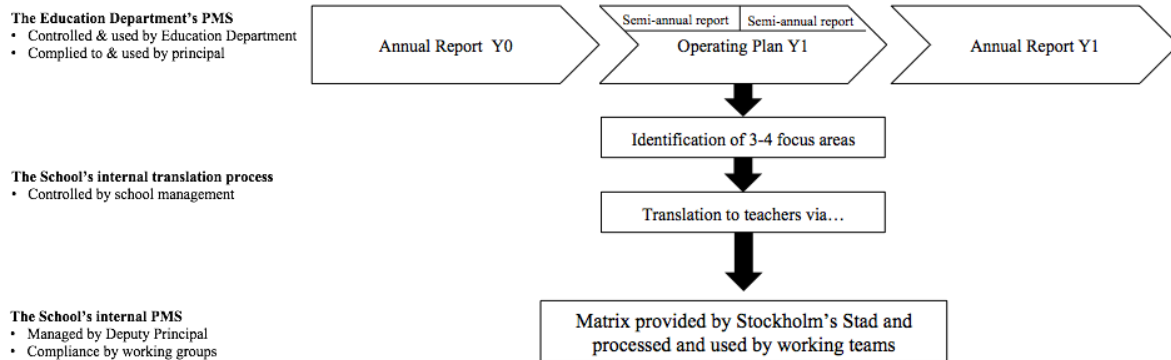 The Education Department's PMS
• Controlled & used by Education Department
• Complied to & used by principal
Annual Report Y0
Semi-annual report
Semi-annual report
Operating Plan Y1
Annual Report Y1
Identification of 3-4 focus areas
The School's internal translation process
• Controlled by school management
Translation to teachers via…
The School's internal PMS
• Managed by Deputy Principal
• Compliance by working groups
Matrix provided by Stockholm's Stad and
processed and used by working teams